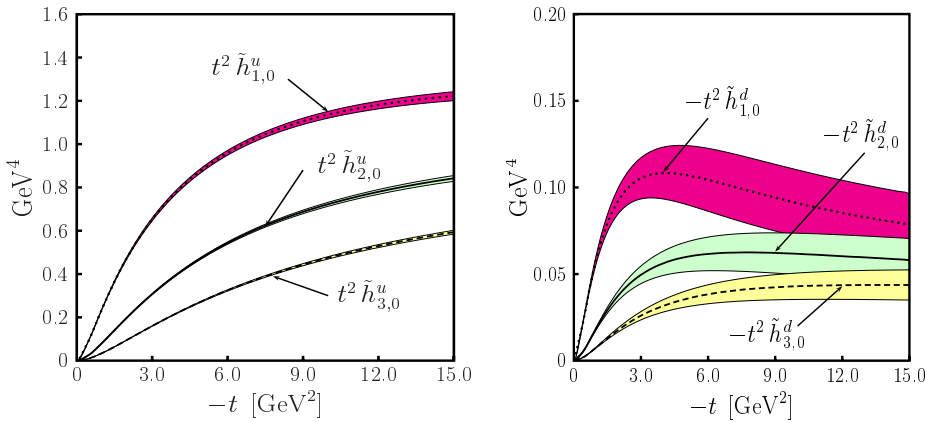 1.6
1.4
1.2
1.0
0.8
0.6
0.4
0.2
0
GeV⁴
t² h̃ᵘ₁,₀
t² h̃ᵘ₂,₀
t² h̃ᵘ₃,₀
0 3.0 6.0 9.0 12.0 15.0
−t [GeV²]
0.20
0.15
0.10
0.05
0
GeV⁴
−t² h̃ᵈ₁,₀
−t² h̃ᵈ₂,₀
−t² h̃ᵈ₃,₀
0 3.0 6.0 9.0 12.0 15.0
−t [GeV²]